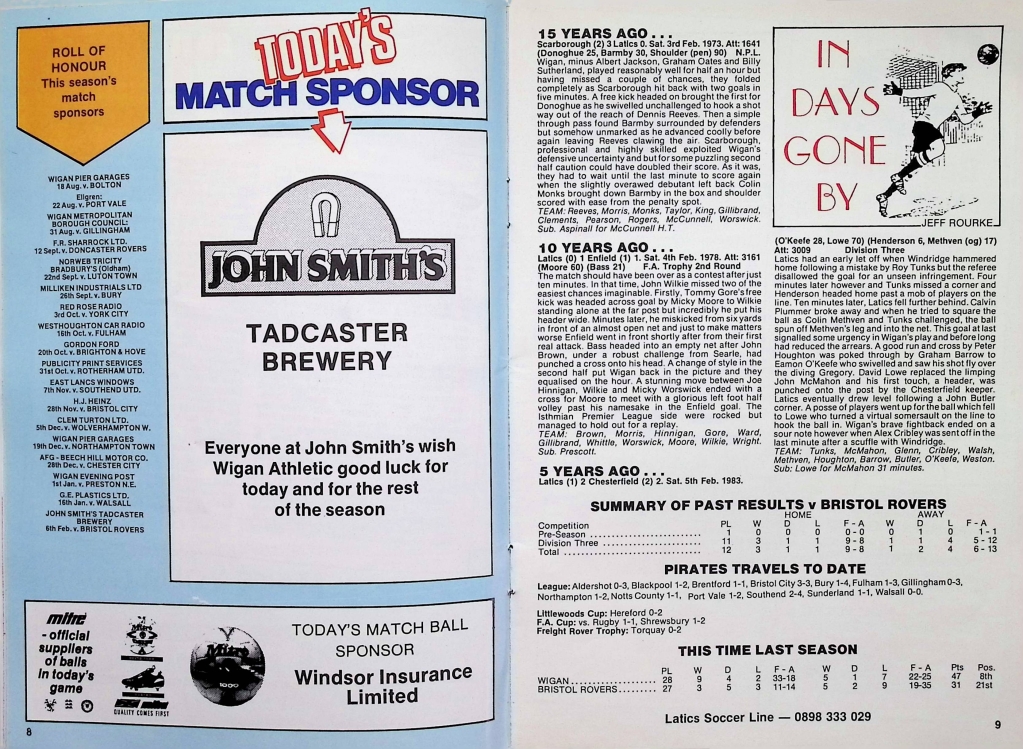 ROLL OF
HONOUR
This season's
match
sponsors
WIGAN PIER GARAGES
18 Aug. v. BOLTON
Ellgren:
22 Aug. v PORT VALE
WIGAN METROPOLITAN
BOROUGH COUNCIL:
31 Aug. v. GILLINGHAM
F.R. SHARROCK LTD.
12 Sept. v. DONCASTER ROVERS
NORWEB TRICITY
BRADBURY'S (Oldham)
22nd Sept. v. LUTON TOWN
MILLIKEN INDUSTRIALS LTD
26th Sept. v. BURY
RED ROSE RADIO
3rd Oct. v. YORK CITY
WESTHOUGHTON CAR RADIO
16th Oct. v. FULHAM
GORDON FORD
20th Oct. v. BRIGHTON & HOVE
PUBLICITY PRINT SERVICES
31st Oct. v. ROTHERHAM UTD.
EAST LANCS WINDOWS
7th Nov. v. SOUTHEND UTD.
H.J. HEINZ
28th Nov. v. BRISTOL CITY
CLEM TURTON LTD.
5th Dec. v. WOLVERHAMPTON W.
WIGAN PIER GARAGES
19th Dec. v. NORTHAMPTON TOWN
AFG - BEECH HILL MOTOR CO.
28th Dec. v. CHESTER CITY
WIGAN EVENING POST
1st Jan. v. PRESTON N.E.
G.E. PLASTICS LTD.
16th Jan. v. WALSALL
JOHN SMITH'S TADCASTER
BREWERY
6th Feb. v. BRISTOL ROVERS
TODAY'S
MATCH SPONSOR
JOHN SMITH'S
TADCASTER
BREWERY
Everyone at John Smith's wish
Wigan Athletic good luck for
today and for the rest
of the season
mitre
- official
suppliers
of balls
in today's
game
QUALITY COMES FIRST
Mitre
TODAY'S MATCH BALL
SPONSOR
Windsor Insurance
Limited
8
15 YEARS AGO . . .
Scarborough (2) 3 Latics 0. Sat. 3rd Feb. 1973. Att: 1641
(Donoghue 25, Barmby 30, Shoulder (pen) 90) N.P.L.
Wigan, minus Albert Jackson, Graham Oates and Billy
Sutherland, played reasonably well for half an hour but
having missed a couple of chances, they folded
completely as Scarborough hit back with two goals in
five minutes. A free kick headed on brought the first for
Donoghue as he swivelled unchallenged to hook a shot
way out of the reach of Dennis Reeves. Then a simple
through pass found Barmby surrounded by defenders
but somehow unmarked as he advanced coolly before
again leaving Reeves clawing the air. Scarborough,
professional and highly skilled exploited Wigan's
defensive uncertainty and but for some puzzling second
half caution could have doubled their score. As it was,
they had to wait until the last minute to score again
when the slightly overawed debutant left back Colin
Monks brought down Barmby in the box and shoulder
scored with ease from the penalty spot.
TEAM: Reeves, Morris, Monks, Taylor, King, Gillibrand,
Clements, Pearson, Rogers, McCunnell, Worswick.
Sub. Aspinall for McCunnell H.T.
10 YEARS AGO . . .
Latics (0) 1 Enfield (1) 1. Sat. 4th Feb. 1978. Att: 3161
(Moore 60) (Bass 21) F.A. Trophy 2nd Round
The match should have been over as a contest after just
ten minutes. In that time, John Wilkie missed two of the
easiest chances imaginable. Firstly, Tommy Gore's free
kick was headed across goal by Micky Moore to Wilkie
standing alone at the far post but incredibly he put his
header wide. Minutes later, he miskicked from six yards
in front of an almost open net and just to make matters
worse Enfield went in front shortly after from their first
real attack. Bass headed into an empty net after John
Brown, under a robust challenge from Searle, had
punched a cross onto his head. A change of style in the
second half put Wigan back in the picture and they
equalised on the hour. A stunning move between Joe
Hinnigan, Wilkie and Micky Worswick ended with a
cross for Moore to meet with a glorious left foot half
volley past his namesake in the Enfield goal. The
Isthmian Premier League side were rocked but
managed to hold out for a replay.
TEAM: Brown, Morris, Hinnigan, Gore, Ward,
Gillibrand, Whittle, Worswick, Moore, Wilkie, Wright.
Sub. Prescott.
5 YEARS AGO . . .
Latics (1) 2 Chesterfield (2) 2. Sat. 5th Feb. 1983.
IN
DAYS
GONE
BY
JEFF ROURKE
(O'Keefe 28, Lowe 70) (Henderson 6, Methven (og) 17)
Att: 3009 Division Three
Latics had an early let off when Windridge hammered
home following a mistake by Roy Tunks but the referee
disallowed the goal for an unseen infringement. Four
minutes later however and Tunks missed a corner and
Henderson headed home past a mob of players on the
line. Ten minutes later, Latics fell further behind. Calvin
Plummer broke away and when he tried to square the
ball as Colin Methven and Tunks challenged, the ball
spun off Methven's leg and into the net. This goal at last
signalled some urgency in Wigan's play and before long
had reduced the arrears. A good run and cross by Peter
Houghton was poked through by Graham Barrow to
Eamon O'Keefe who swivelled and saw his shot fly over
the diving Gregory. David Lowe replaced the limping
John McMahon and his first touch, a header, was
punched onto the post by the Chesterfield keeper.
Latics eventually drew level following a John Butler
corner. A posse of players went up for the ball which fell
to Lowe who turned a virtual somersault on the line to
hook the ball in. Wigan's brave fightback ended on a
sour note however when Alex Cribley was sent off in the
last minute after a scuffle with Windridge.
TEAM: Tunks, McMahon, Glenn, Cribley, Walsh,
Methven, Houghton, Barrow, Butler, O'Keefe, Weston.
Sub: Lowe for McMahon 31 minutes.
SUMMARY OF PAST RESULTS v BRISTOL ROVERS
HOME AWAY
Competition PL W D L F - A W D L F - A
Pre-Season 1 0 0 0 0 - 0 0 1 0 1 - 1
Division Three 11 3 1 1 9 - 8 1 1 4 5 - 12
Total 12 3 1 1 9 - 8 1 2 4 6 - 13
PIRATES TRAVELS TO DATE
League: Aldershot 0-3, Blackpool 1-2, Brentford 1-1, Bristol City 3-3, Bury 1-4, Fulham 1-3, Gillingham 0-3,
Northampton 1-2, Notts County 1-1, Port Vale 1-2, Southend 2-4, Sunderland 1-1, Walsall 0-0.
Littlewoods Cup: Hereford 0-2
F.A. Cup: vs. Rugby 1-1, Shrewsbury 1-2
Freight Rover Trophy: Torquay 0-2
THIS TIME LAST SEASON
PL W D L F - A W D L F - A Pts Pos.
WIGAN 28 9 4 2 33-18 5 1 7 22-25 47 8th
BRISTOL ROVERS 27 3 5 3 11-14 5 2 9 19-35 31 21st
Latics Soccer Line — 0898 333 029
9